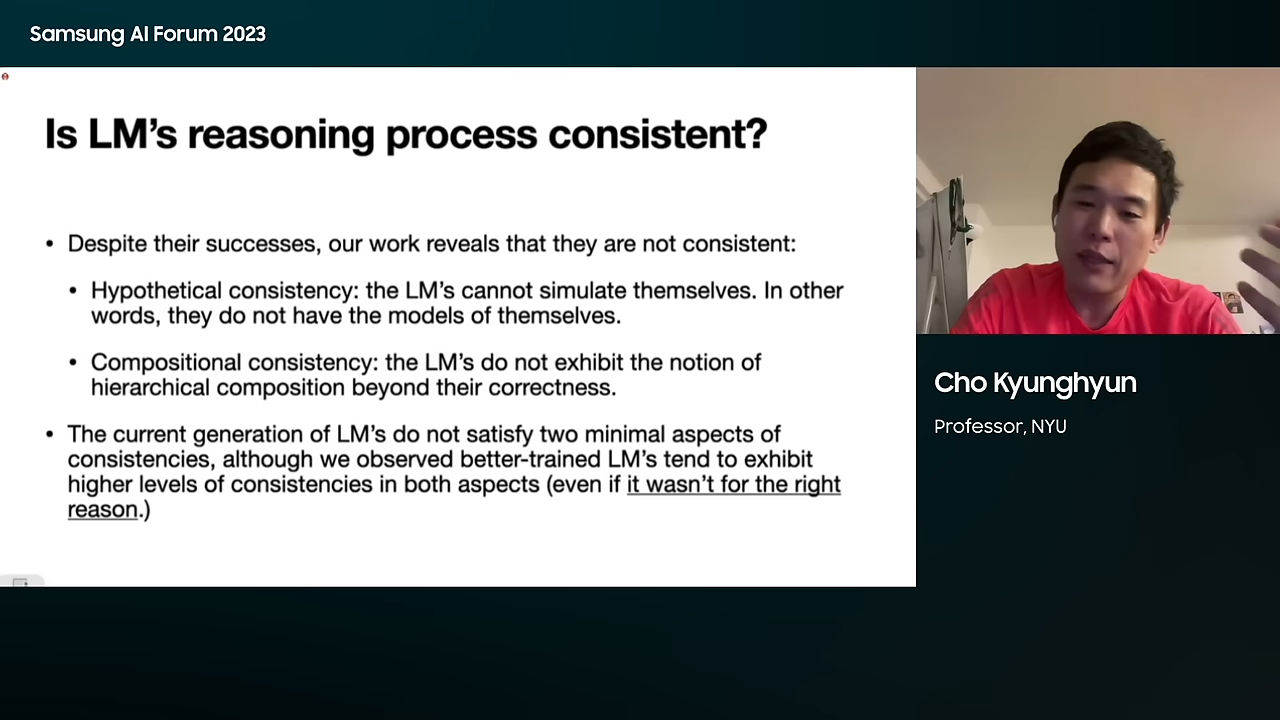 Samsung AI Forum 2023
Is LM's reasoning process consistent?
• Despite their successes, our work reveals that they are not consistent:
• Hypothetical consistency: the LM's cannot simulate themselves. In other
words, they do not have the models of themselves.
• Compositional consistency: the LM's do not exhibit the notion of
hierarchical composition beyond their correctness.
• The current generation of LM's do not satisfy two minimal aspects of
consistencies, although we observed better-trained LM's tend to exhibit
higher levels of consistencies in both aspects (even if it wasn't for the right
reason.)
Cho Kyunghyun
Professor, NYU